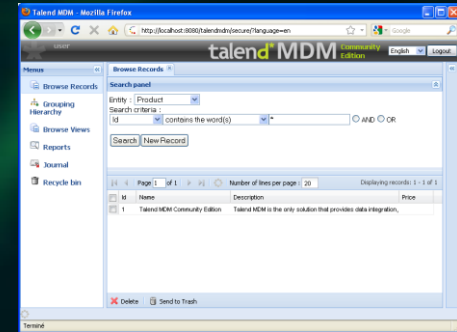 Talend MDM - Mozilla Firefox
http://localhost:8080/talendmdm/secure/?language=en
Google
user
talend* MDM Community Edition
English
Logout
Menus
Browse Records
Grouping Hierarchy
Browse Views
Reports
Journal
Recycle bin
Browse Records
Search panel
Entity : Product
Search criteria :
Id contains the word(s) * AND OR
Search New Record
Page 1 of 1 Number of lines per page : 20 Displaying records: 1 - 1 of 1
Id Name Description Price
1 Talend MDM Community Edition Talend MDM is the only solution that provides data integration,
Delete Send to Trash
Terminé